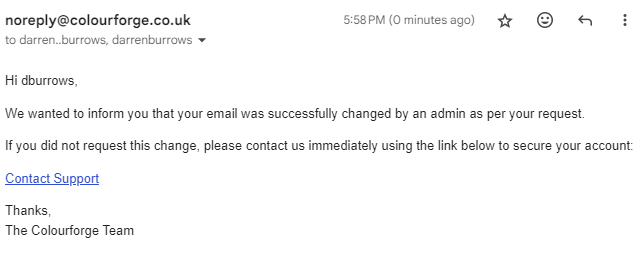 noreply@colourforge.co.uk 5:58 PM (0 minutes ago)
to darren..burrows, darrenburrows
Hi dburrows,
We wanted to inform you that your email was successfully changed by an admin as per your request.
If you did not request this change, please contact us immediately using the link below to secure your account:
Contact Support
Thanks,
The Colourforge Team